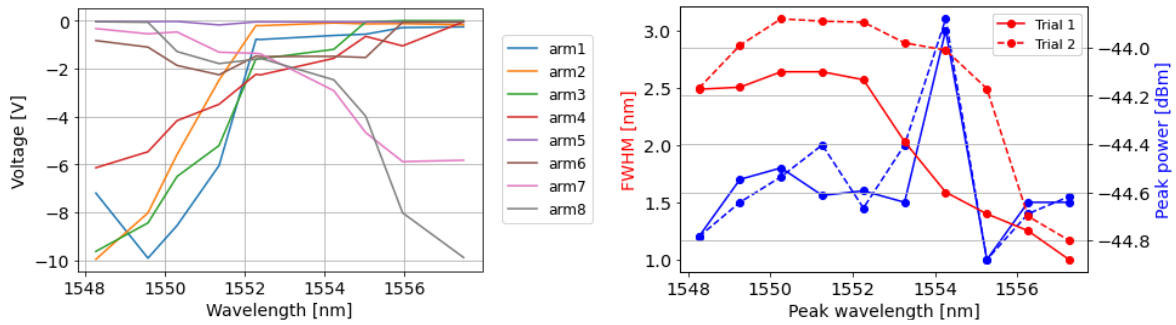 0
−2
−4
−6
−8
−10
Voltage [V]
1548
1550
1552
1554
1556
Wavelength [nm]
arm1
arm2
arm3
arm4
arm5
arm6
arm7
arm8
3.0
2.5
2.0
1.5
1.0
FWHM [nm]
1548
1550
1552
1554
1556
Peak wavelength [nm]
Trial 1
Trial 2
−44.0
−44.2
−44.4
−44.6
−44.8
Peak power [dBm]